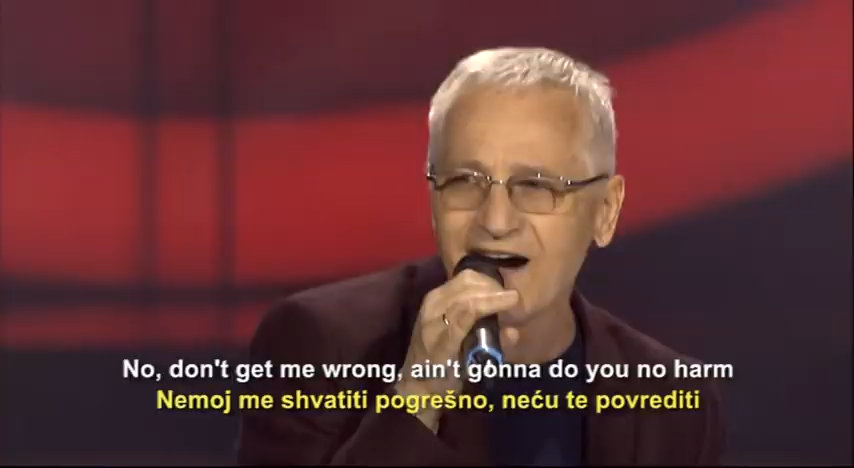 No, don't get me wrong, ain't gonna do you no harm
Nemoj me shvatiti pogrešno, neću te povrediti